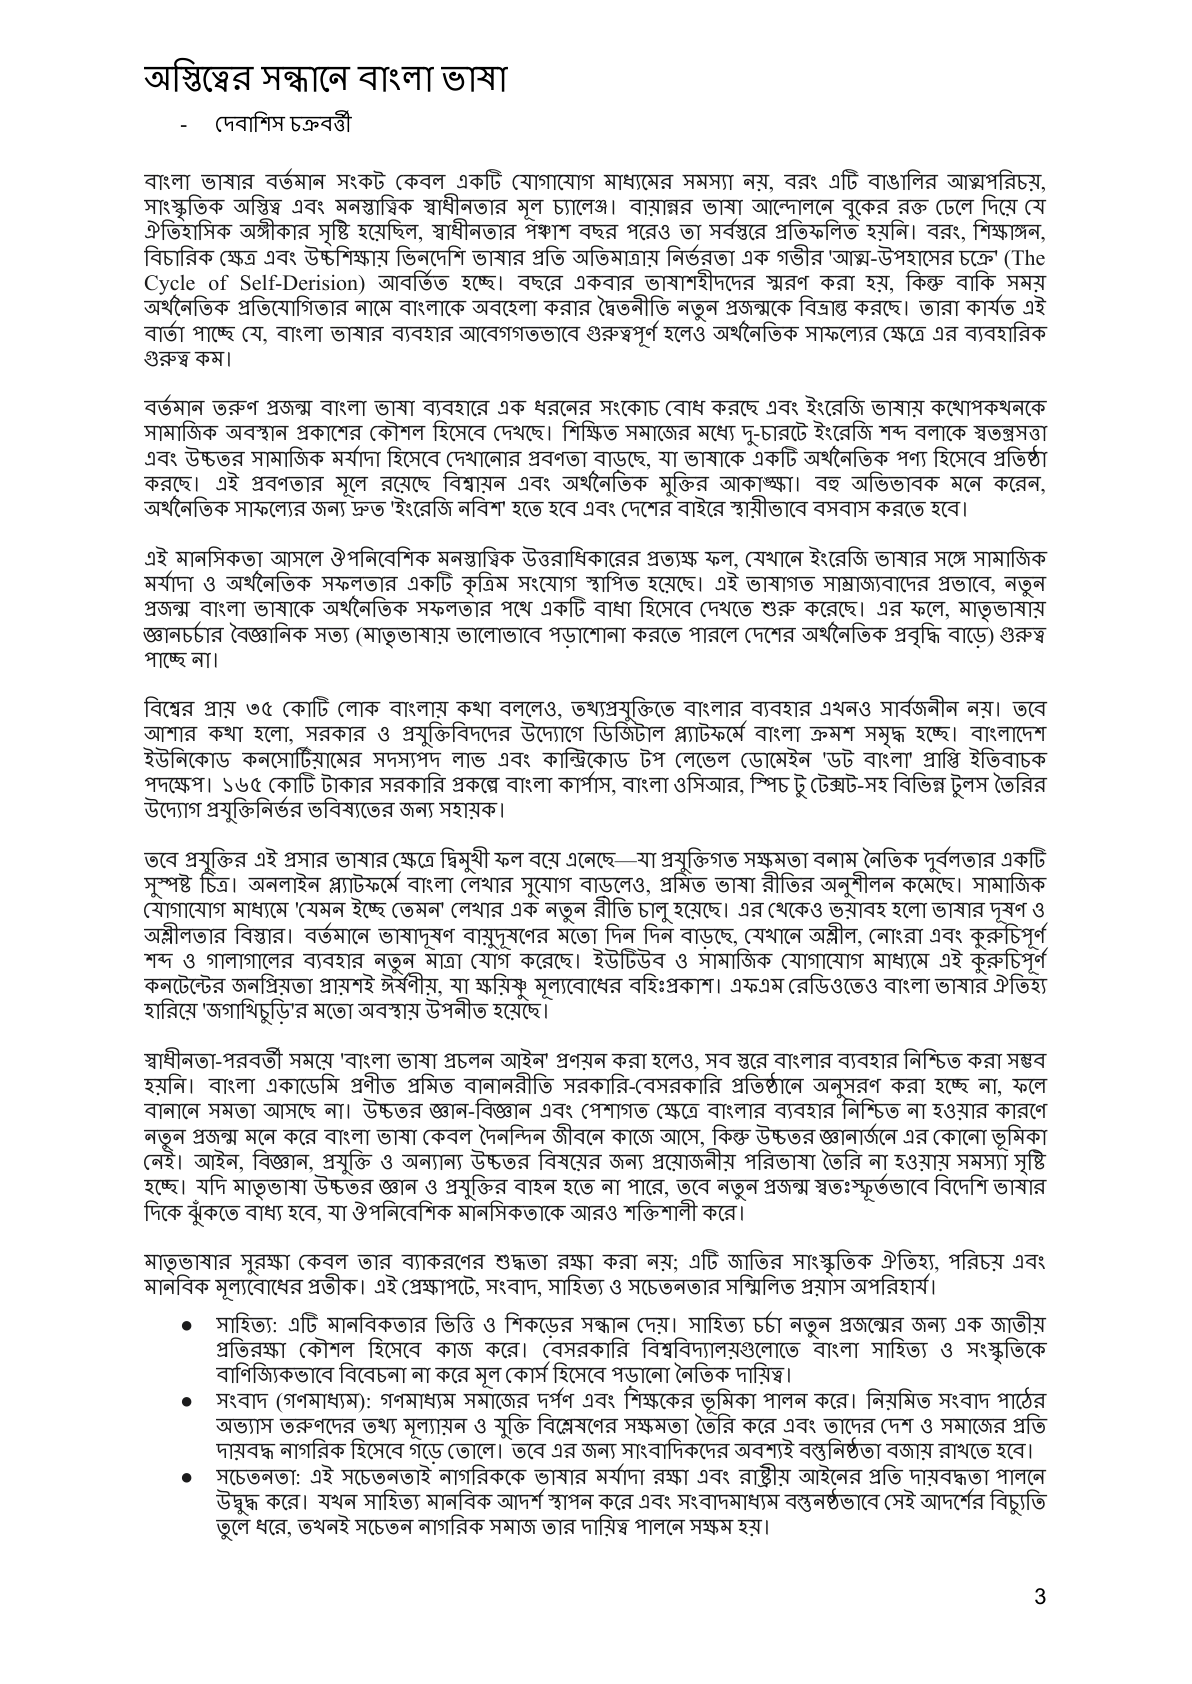 অস্তিত্বের সন্ধানে বাংলা ভাষা
- দেবাশিস চক্রবর্ত্তী
বাংলা ভাষার বর্তমান সংকট কেবল একটি যোগাযোগ মাধ্যমের সমস্যা নয়, বরং এটি বাঙালির আত্মপরিচয়,
সাংস্কৃতিক অস্তিত্ব এবং মনস্তাত্ত্বিক স্বাধীনতার মূল চ্যালেঞ্জ। বায়ান্নর ভাষা আন্দোলনে বুকের রক্ত ঢেলে দিয়ে যে
ঐতিহাসিক অঙ্গীকার সৃষ্টি হয়েছিল, স্বাধীনতার পঞ্চাশ বছর পরেও তা সর্বস্তরে প্রতিফলিত হয়নি। বরং, শিক্ষাঙ্গন,
বিচারিক ক্ষেত্র এবং উচ্চশিক্ষায় ভিনদেশি ভাষার প্রতি অতিমাত্রায় নির্ভরতা এক গভীর 'আত্ম-উপহাসের চক্রে' (The
Cycle of Self-Derision) আবর্তিত হচ্ছে। বছরে একবার ভাষাশহীদদের স্মরণ করা হয়, কিন্তু বাকি সময়
অর্থনৈতিক প্রতিযোগিতার নামে বাংলাকে অবহেলা করার দ্বৈতনীতি নতুন প্রজন্মকে বিভ্রান্ত করছে। তারা কার্যত এই
বার্তা পাচ্ছে যে, বাংলা ভাষার ব্যবহার আবেগগতভাবে গুরুত্বপূর্ণ হলেও অর্থনৈতিক সাফল্যের ক্ষেত্রে এর ব্যবহারিক
গুরুত্ব কম।
বর্তমান তরুণ প্রজন্ম বাংলা ভাষা ব্যবহারে এক ধরনের সংকোচ বোধ করছে এবং ইংরেজি ভাষায় কথোপকথনকে
সামাজিক অবস্থান প্রকাশের কৌশল হিসেবে দেখছে। শিক্ষিত সমাজের মধ্যে দু-চারটে ইংরেজি শব্দ বলাকে স্বতন্ত্রসত্তা
এবং উচ্চতর সামাজিক মর্যাদা হিসেবে দেখানোর প্রবণতা বাড়ছে, যা ভাষাকে একটি অর্থনৈতিক পণ্য হিসেবে প্রতিষ্ঠা
করছে। এই প্রবণতার মূলে রয়েছে বিশ্বায়ন এবং অর্থনৈতিক মুক্তির আকাঙ্ক্ষা। বহু অভিভাবক মনে করেন,
অর্থনৈতিক সাফল্যের জন্য দ্রুত 'ইংরেজি নবিশ' হতে হবে এবং দেশের বাইরে স্থায়ীভাবে বসবাস করতে হবে।
এই মানসিকতা আসলে ঔপনিবেশিক মনস্তাত্ত্বিক উত্তরাধিকারের প্রত্যক্ষ ফল, যেখানে ইংরেজি ভাষার সঙ্গে সামাজিক
মর্যাদা ও অর্থনৈতিক সফলতার একটি কৃত্রিম সংযোগ স্থাপিত হয়েছে। এই ভাষাগত সাম্রাজ্যবাদের প্রভাবে, নতুন
প্রজন্ম বাংলা ভাষাকে অর্থনৈতিক সফলতার পথে একটি বাধা হিসেবে দেখতে শুরু করেছে। এর ফলে, মাতৃভাষায়
জ্ঞানচর্চার বৈজ্ঞানিক সত্য (মাতৃভাষায় ভালোভাবে পড়াশোনা করতে পারলে দেশের অর্থনৈতিক প্রবৃদ্ধি বাড়ে) গুরুত্ব
পাচ্ছে না।
বিশ্বের প্রায় ৩৫ কোটি লোক বাংলায় কথা বললেও, তথ্যপ্রযুক্তিতে বাংলার ব্যবহার এখনও সার্বজনীন নয়। তবে
আশার কথা হলো, সরকার ও প্রযুক্তিবিদদের উদ্যোগে ডিজিটাল প্ল্যাটফর্মে বাংলা ক্রমশ সমৃদ্ধ হচ্ছে। বাংলাদেশ
ইউনিকোড কনসোর্টিয়ামের সদস্যপদ লাভ এবং কান্ট্রিকোড টপ লেভেল ডোমেইন 'ডট বাংলা' প্রাপ্তি ইতিবাচক
পদক্ষেপ। ১৬৫ কোটি টাকার সরকারি প্রকল্পে বাংলা কার্পাস, বাংলা ওসিআর, স্পিচ টু টেক্সট-সহ বিভিন্ন টুলস তৈরির
উদ্যোগ প্রযুক্তিনির্ভর ভবিষ্যতের জন্য সহায়ক।
তবে প্রযুক্তির এই প্রসার ভাষার ক্ষেত্রে দ্বিমুখী ফল বয়ে এনেছে—যা প্রযুক্তিগত সক্ষমতা বনাম নৈতিক দুর্বলতার একটি
সুস্পষ্ট চিত্র। অনলাইন প্ল্যাটফর্মে বাংলা লেখার সুযোগ বাড়লেও, প্রমিত ভাষা রীতির অনুশীলন কমেছে। সামাজিক
যোগাযোগ মাধ্যমে 'যেমন ইচ্ছে তেমন' লেখার এক নতুন রীতি চালু হয়েছে। এর থেকেও ভয়াবহ হলো ভাষার দূষণ ও
অশ্লীলতার বিস্তার। বর্তমানে ভাষাদূষণ বায়ুদূষণের মতো দিন দিন বাড়ছে, যেখানে অশ্লীল, নোংরা এবং কুরুচিপূর্ণ
শব্দ ও গালাগালের ব্যবহার নতুন মাত্রা যোগ করেছে। ইউটিউব ও সামাজিক যোগাযোগ মাধ্যমে এই কুরুচিপূর্ণ
কনটেন্টের জনপ্রিয়তা প্রায়শই ঈর্ষণীয়, যা ক্ষয়িষ্ণু মূল্যবোধের বহিঃপ্রকাশ। এফএম রেডিওতেও বাংলা ভাষার ঐতিহ্য
হারিয়ে 'জগাখিচুড়ি'র মতো অবস্থায় উপনীত হয়েছে।
স্বাধীনতা-পরবর্তী সময়ে 'বাংলা ভাষা প্রচলন আইন' প্রণয়ন করা হলেও, সব স্তরে বাংলার ব্যবহার নিশ্চিত করা সম্ভব
হয়নি। বাংলা একাডেমি প্রণীত প্রমিত বানানরীতি সরকারি-বেসরকারি প্রতিষ্ঠানে অনুসরণ করা হচ্ছে না, ফলে
বানানে সমতা আসছে না। উচ্চতর জ্ঞান-বিজ্ঞান এবং পেশাগত ক্ষেত্রে বাংলার ব্যবহার নিশ্চিত না হওয়ার কারণে
নতুন প্রজন্ম মনে করে বাংলা ভাষা কেবল দৈনন্দিন জীবনে কাজে আসে, কিন্তু উচ্চতর জ্ঞানার্জনে এর কোনো ভূমিকা
নেই। আইন, বিজ্ঞান, প্রযুক্তি ও অন্যান্য উচ্চতর বিষয়ের জন্য প্রয়োজনীয় পরিভাষা তৈরি না হওয়ায় সমস্যা সৃষ্টি
হচ্ছে। যদি মাতৃভাষা উচ্চতর জ্ঞান ও প্রযুক্তির বাহন হতে না পারে, তবে নতুন প্রজন্ম স্বতঃস্ফূর্তভাবে বিদেশি ভাষার
দিকে ঝুঁকতে বাধ্য হবে, যা ঔপনিবেশিক মানসিকতাকে আরও শক্তিশালী করে।
মাতৃভাষার সুরক্ষা কেবল তার ব্যাকরণের শুদ্ধতা রক্ষা করা নয়; এটি জাতির সাংস্কৃতিক ঐতিহ্য, পরিচয় এবং
মানবিক মূল্যবোধের প্রতীক। এই প্রেক্ষাপটে, সংবাদ, সাহিত্য ও সচেতনতার সম্মিলিত প্রয়াস অপরিহার্য।
● সাহিত্য: এটি মানবিকতার ভিত্তি ও শিকড়ের সন্ধান দেয়। সাহিত্য চর্চা নতুন প্রজন্মের জন্য এক জাতীয়
প্রতিরক্ষা কৌশল হিসেবে কাজ করে। বেসরকারি বিশ্ববিদ্যালয়গুলোতে বাংলা সাহিত্য ও সংস্কৃতিকে
বাণিজ্যিকভাবে বিবেচনা না করে মূল কোর্স হিসেবে পড়ানো নৈতিক দায়িত্ব।
● সংবাদ (গণমাধ্যম): গণমাধ্যম সমাজের দর্পণ এবং শিক্ষকের ভূমিকা পালন করে। নিয়মিত সংবাদ পাঠের
অভ্যাস তরুণদের তথ্য মূল্যায়ন ও যুক্তি বিশ্লেষণের সক্ষমতা তৈরি করে এবং তাদের দেশ ও সমাজের প্রতি
দায়বদ্ধ নাগরিক হিসেবে গড়ে তোলে। তবে এর জন্য সাংবাদিকদের অবশ্যই বস্তুনিষ্ঠতা বজায় রাখতে হবে।
● সচেতনতা: এই সচেতনতাই নাগরিককে ভাষার মর্যাদা রক্ষা এবং রাষ্ট্রীয় আইনের প্রতি দায়বদ্ধতা পালনে
উদ্বুদ্ধ করে। যখন সাহিত্য মানবিক আদর্শ স্থাপন করে এবং সংবাদমাধ্যম বস্তুনষ্ঠভাবে সেই আদর্শের বিচ্যুতি
তুলে ধরে, তখনই সচেতন নাগরিক সমাজ তার দায়িত্ব পালনে সক্ষম হয়।
3